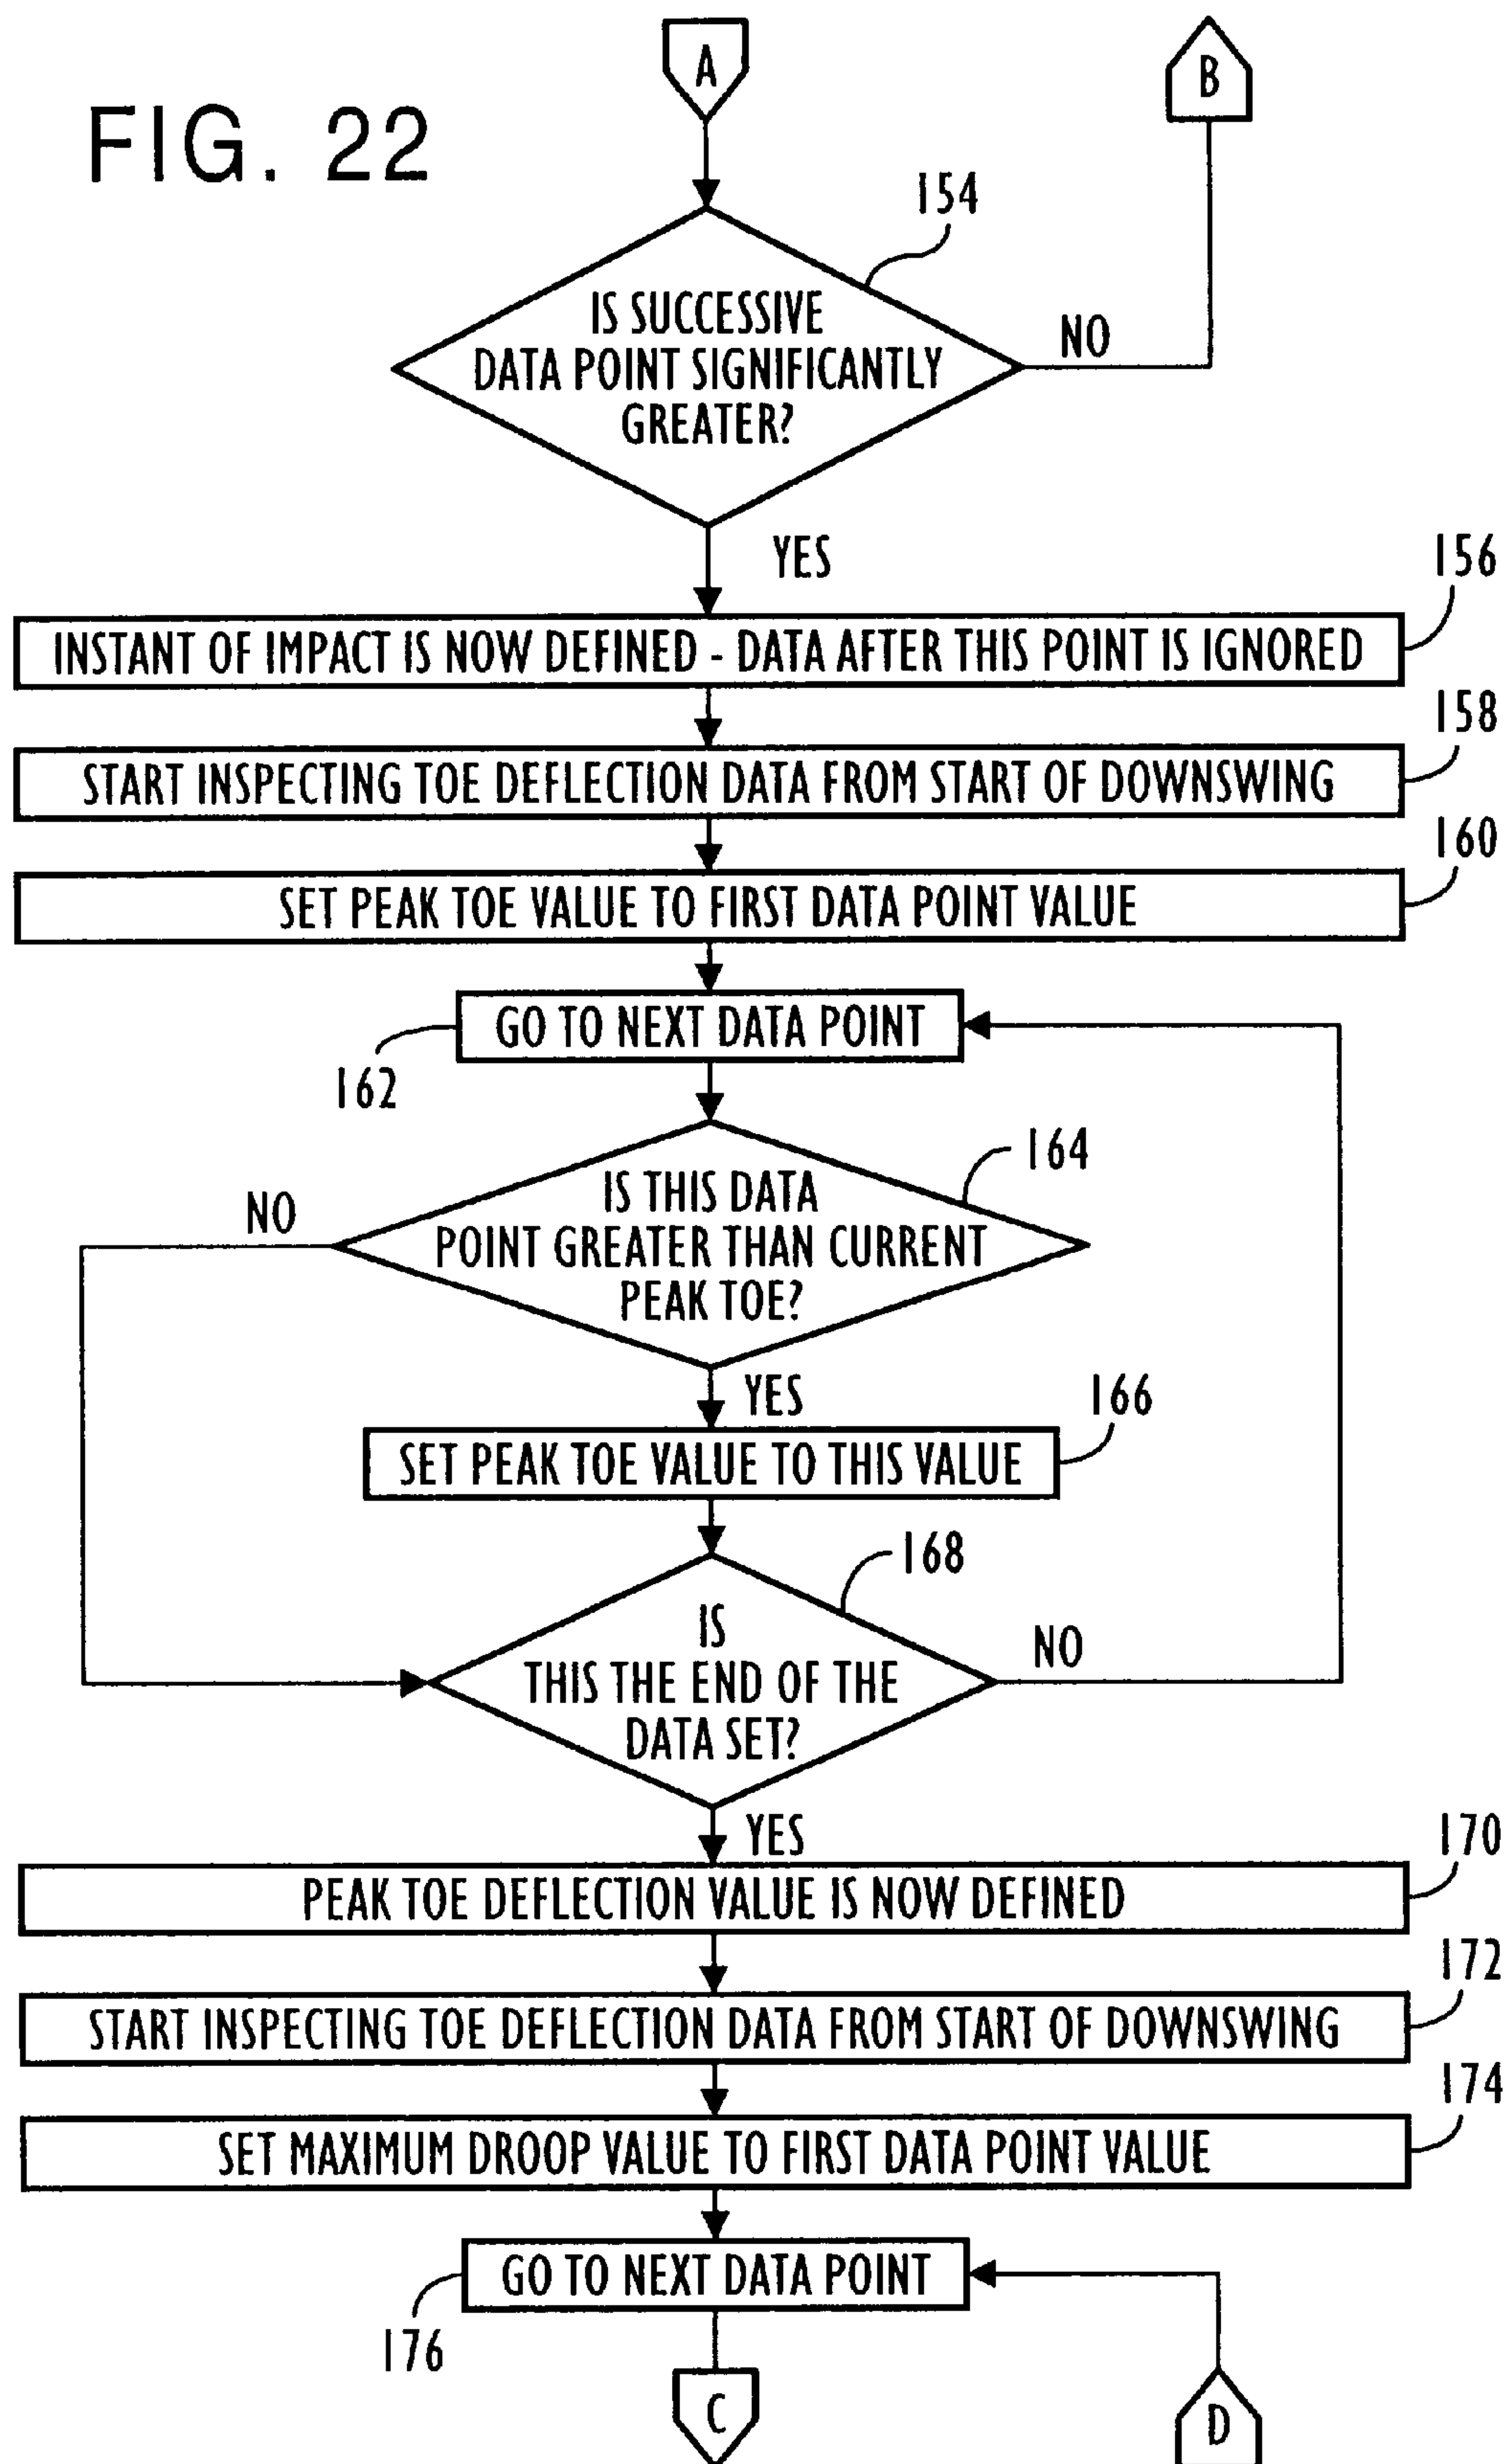 A
B
FIG. 22
154
IS SUCCESSIVE
DATA POINT SIGNIFICANTLY
GREATER?
NO
YES
156
INSTANT OF IMPACT IS NOW DEFINED - DATA AFTER THIS POINT IS IGNORED
158
START INSPECTING TOE DEFLECTION DATA FROM START OF DOWNSWING
160
SET PEAK TOE VALUE TO FIRST DATA POINT VALUE
GO TO NEXT DATA POINT
162
164
IS THIS DATA
POINT GREATER THAN CURRENT
PEAK TOE?
NO
YES
166
SET PEAK TOE VALUE TO THIS VALUE
168
IS
THIS THE END OF THE
DATA SET?
NO
YES
170
PEAK TOE DEFLECTION VALUE IS NOW DEFINED
172
START INSPECTING TOE DEFLECTION DATA FROM START OF DOWNSWING
174
SET MAXIMUM DROOP VALUE TO FIRST DATA POINT VALUE
GO TO NEXT DATA POINT
176
C
D